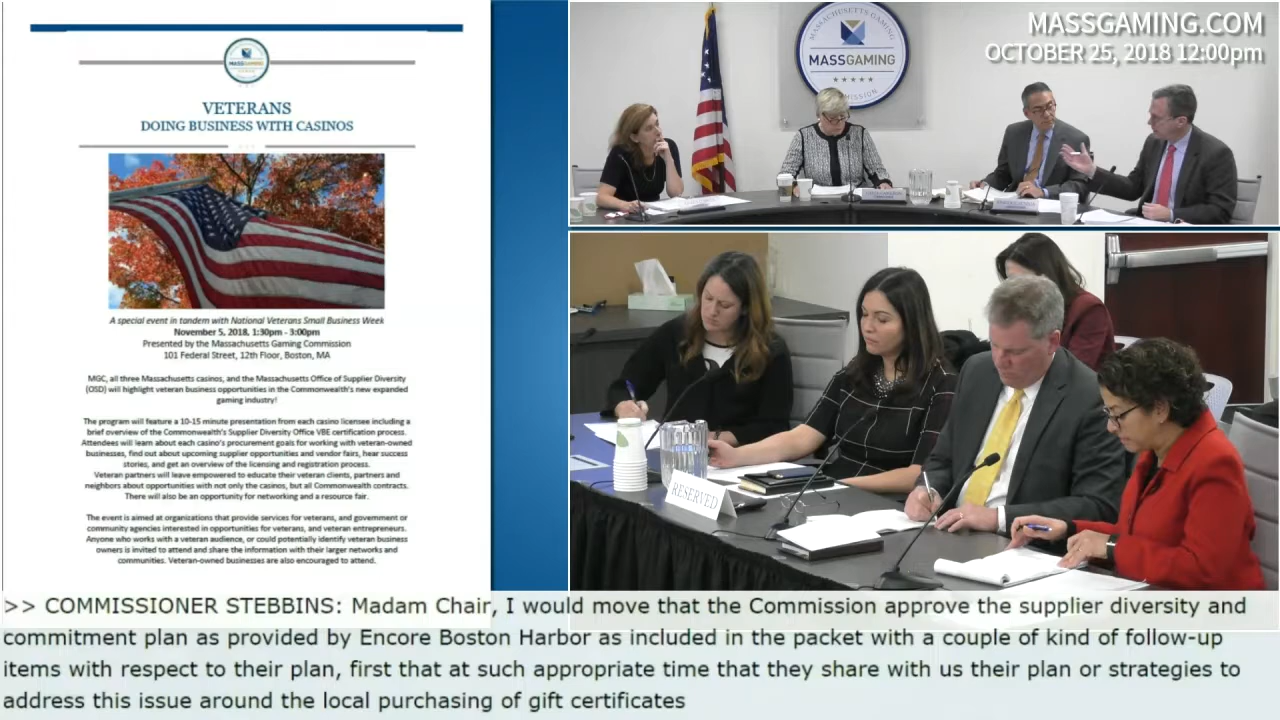 MASSGAMING
VETERANS
DOING BUSINESS WITH CASINOS
A special event in tandem with National Veterans Small Business Week
November 5, 2018, 1:30pm - 3:00pm
Presented by the Massachusetts Gaming Commission
101 Federal Street, 12th Floor, Boston, MA
MGC, all three Massachusetts casinos, and the Massachusetts Office of Supplier Diversity
(OSD) will highlight veteran business opportunities in the Commonwealth's new expanded
gaming industry!
The program will feature a 10-15 minute presentation from each casino licensee including a
brief overview of the Commonwealth's Supplier Diversity Office VBE certification process.
Attendees will learn about each casino's procurement goals for working with veteran-owned
businesses, find out about upcoming supplier opportunities and vendor fairs, hear success
stories, and get an overview of the licensing and registration process.
Veteran partners will leave empowered to educate their veteran clients, partners and
neighbors about opportunities with not only the casinos, but all Commonwealth contracts.
There will also be an opportunity for networking and a resource fair.
The event is aimed at organizations that provide services for veterans, and government or
community agencies interested in opportunities for veterans, and veteran entrepreneurs.
Anyone who works with a veteran audience, or could potentially identify veteran business
owners is invited to attend and share the information with their larger networks and
communities. Veteran-owned businesses are also encouraged to attend.
MASSACHUSETTS GAMING
MASSGAMING
MASSGAMING.COM
OCTOBER 25, 2018 12:00pm
RESERVED
>> COMMISSIONER STEBBINS: Madam Chair, I would move that the Commission approve the supplier diversity and
commitment plan as provided by Encore Boston Harbor as included in the packet with a couple of kind of follow-up
items with respect to their plan, first that at such appropriate time that they share with us their plan or strategies to
address this issue around the local purchasing of gift certificates